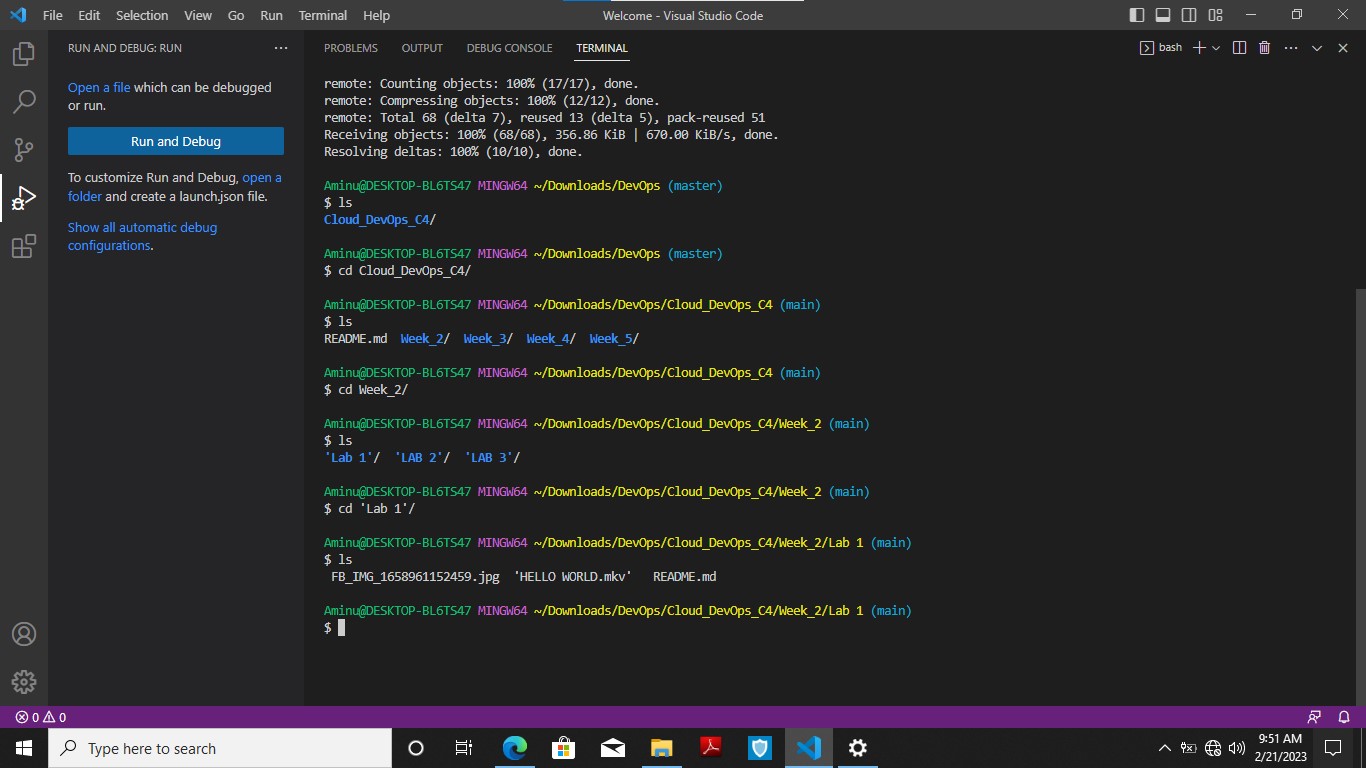 File Edit Selection View Go Run Terminal Help
Welcome - Visual Studio Code
RUN AND DEBUG: RUN
Open a file which can be debugged
or run.
Run and Debug
To customize Run and Debug, open a
folder and create a launch.json file.
Show all automatic debug
configurations.
PROBLEMS OUTPUT DEBUG CONSOLE TERMINAL
bash
remote: Counting objects: 100% (17/17), done.
remote: Compressing objects: 100% (12/12), done.
remote: Total 68 (delta 7), reused 13 (delta 5), pack-reused 51
Receiving objects: 100% (68/68), 356.86 KiB | 670.00 KiB/s, done.
Resolving deltas: 100% (10/10), done.
Aminu@DESKTOP-BL6TS47 MINGW64 ~/Downloads/DevOps (master)
$ ls
Cloud_DevOps_C4/
Aminu@DESKTOP-BL6TS47 MINGW64 ~/Downloads/DevOps (master)
$ cd Cloud_DevOps_C4/
Aminu@DESKTOP-BL6TS47 MINGW64 ~/Downloads/DevOps/Cloud_DevOps_C4 (main)
$ ls
README.md Week_2/ Week_3/ Week_4/ Week_5/
Aminu@DESKTOP-BL6TS47 MINGW64 ~/Downloads/DevOps/Cloud_DevOps_C4 (main)
$ cd Week_2/
Aminu@DESKTOP-BL6TS47 MINGW64 ~/Downloads/DevOps/Cloud_DevOps_C4/Week_2 (main)
$ ls
'Lab 1'/ 'LAB 2'/ 'LAB 3'/
Aminu@DESKTOP-BL6TS47 MINGW64 ~/Downloads/DevOps/Cloud_DevOps_C4/Week_2 (main)
$ cd 'Lab 1'/
Aminu@DESKTOP-BL6TS47 MINGW64 ~/Downloads/DevOps/Cloud_DevOps_C4/Week_2/Lab 1 (main)
$ ls
FB_IMG_1658961152459.jpg 'HELLO WORLD.mkv' README.md
Aminu@DESKTOP-BL6TS47 MINGW64 ~/Downloads/DevOps/Cloud_DevOps_C4/Week_2/Lab 1 (main)
$
0 0
Type here to search
9:51 AM
2/21/2023